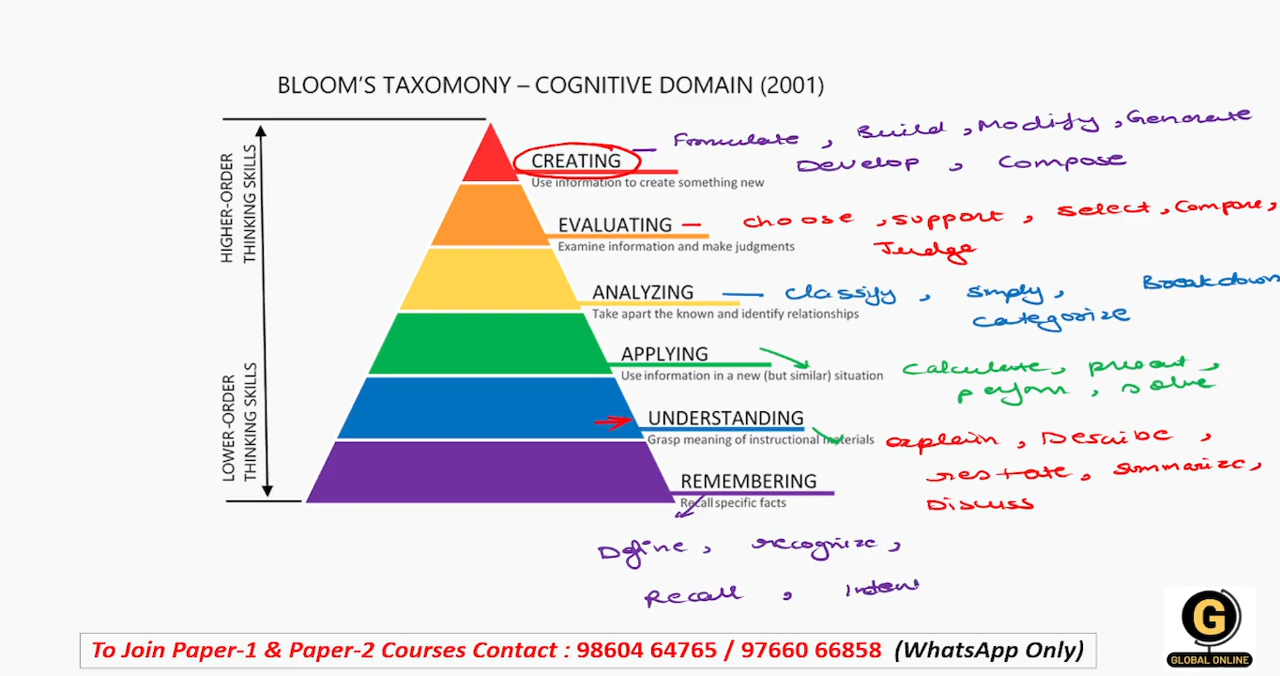 BLOOM'S TAXOMONY – COGNITIVE DOMAIN (2001)
HIGHER-ORDER
THINKING SKILLS
LOWER-ORDER
THINKING SKILLS
CREATING – Formulate, Build, Modify, Generate
Develop, Compose
Use information to create something new
EVALUATING – choose, support, select, Compare,
Judge
Examine information and make judgments
ANALYZING – classify, simply, Breakdown
categorize
Take apart the known and identify relationships
APPLYING
Use information in a new (but similar) situation
Calculate,
perform, solve
UNDERSTANDING
Grasp meaning of instructional materials
explain, Describe,
restate, summarize,
Discuss
REMEMBERING
Recall specific facts
Define, recognize,
Recall,
G
GLOBAL ONLINE
To Join Paper-1 & Paper-2 Courses Contact : 98604 64765 / 97660 66858 (WhatsApp Only)